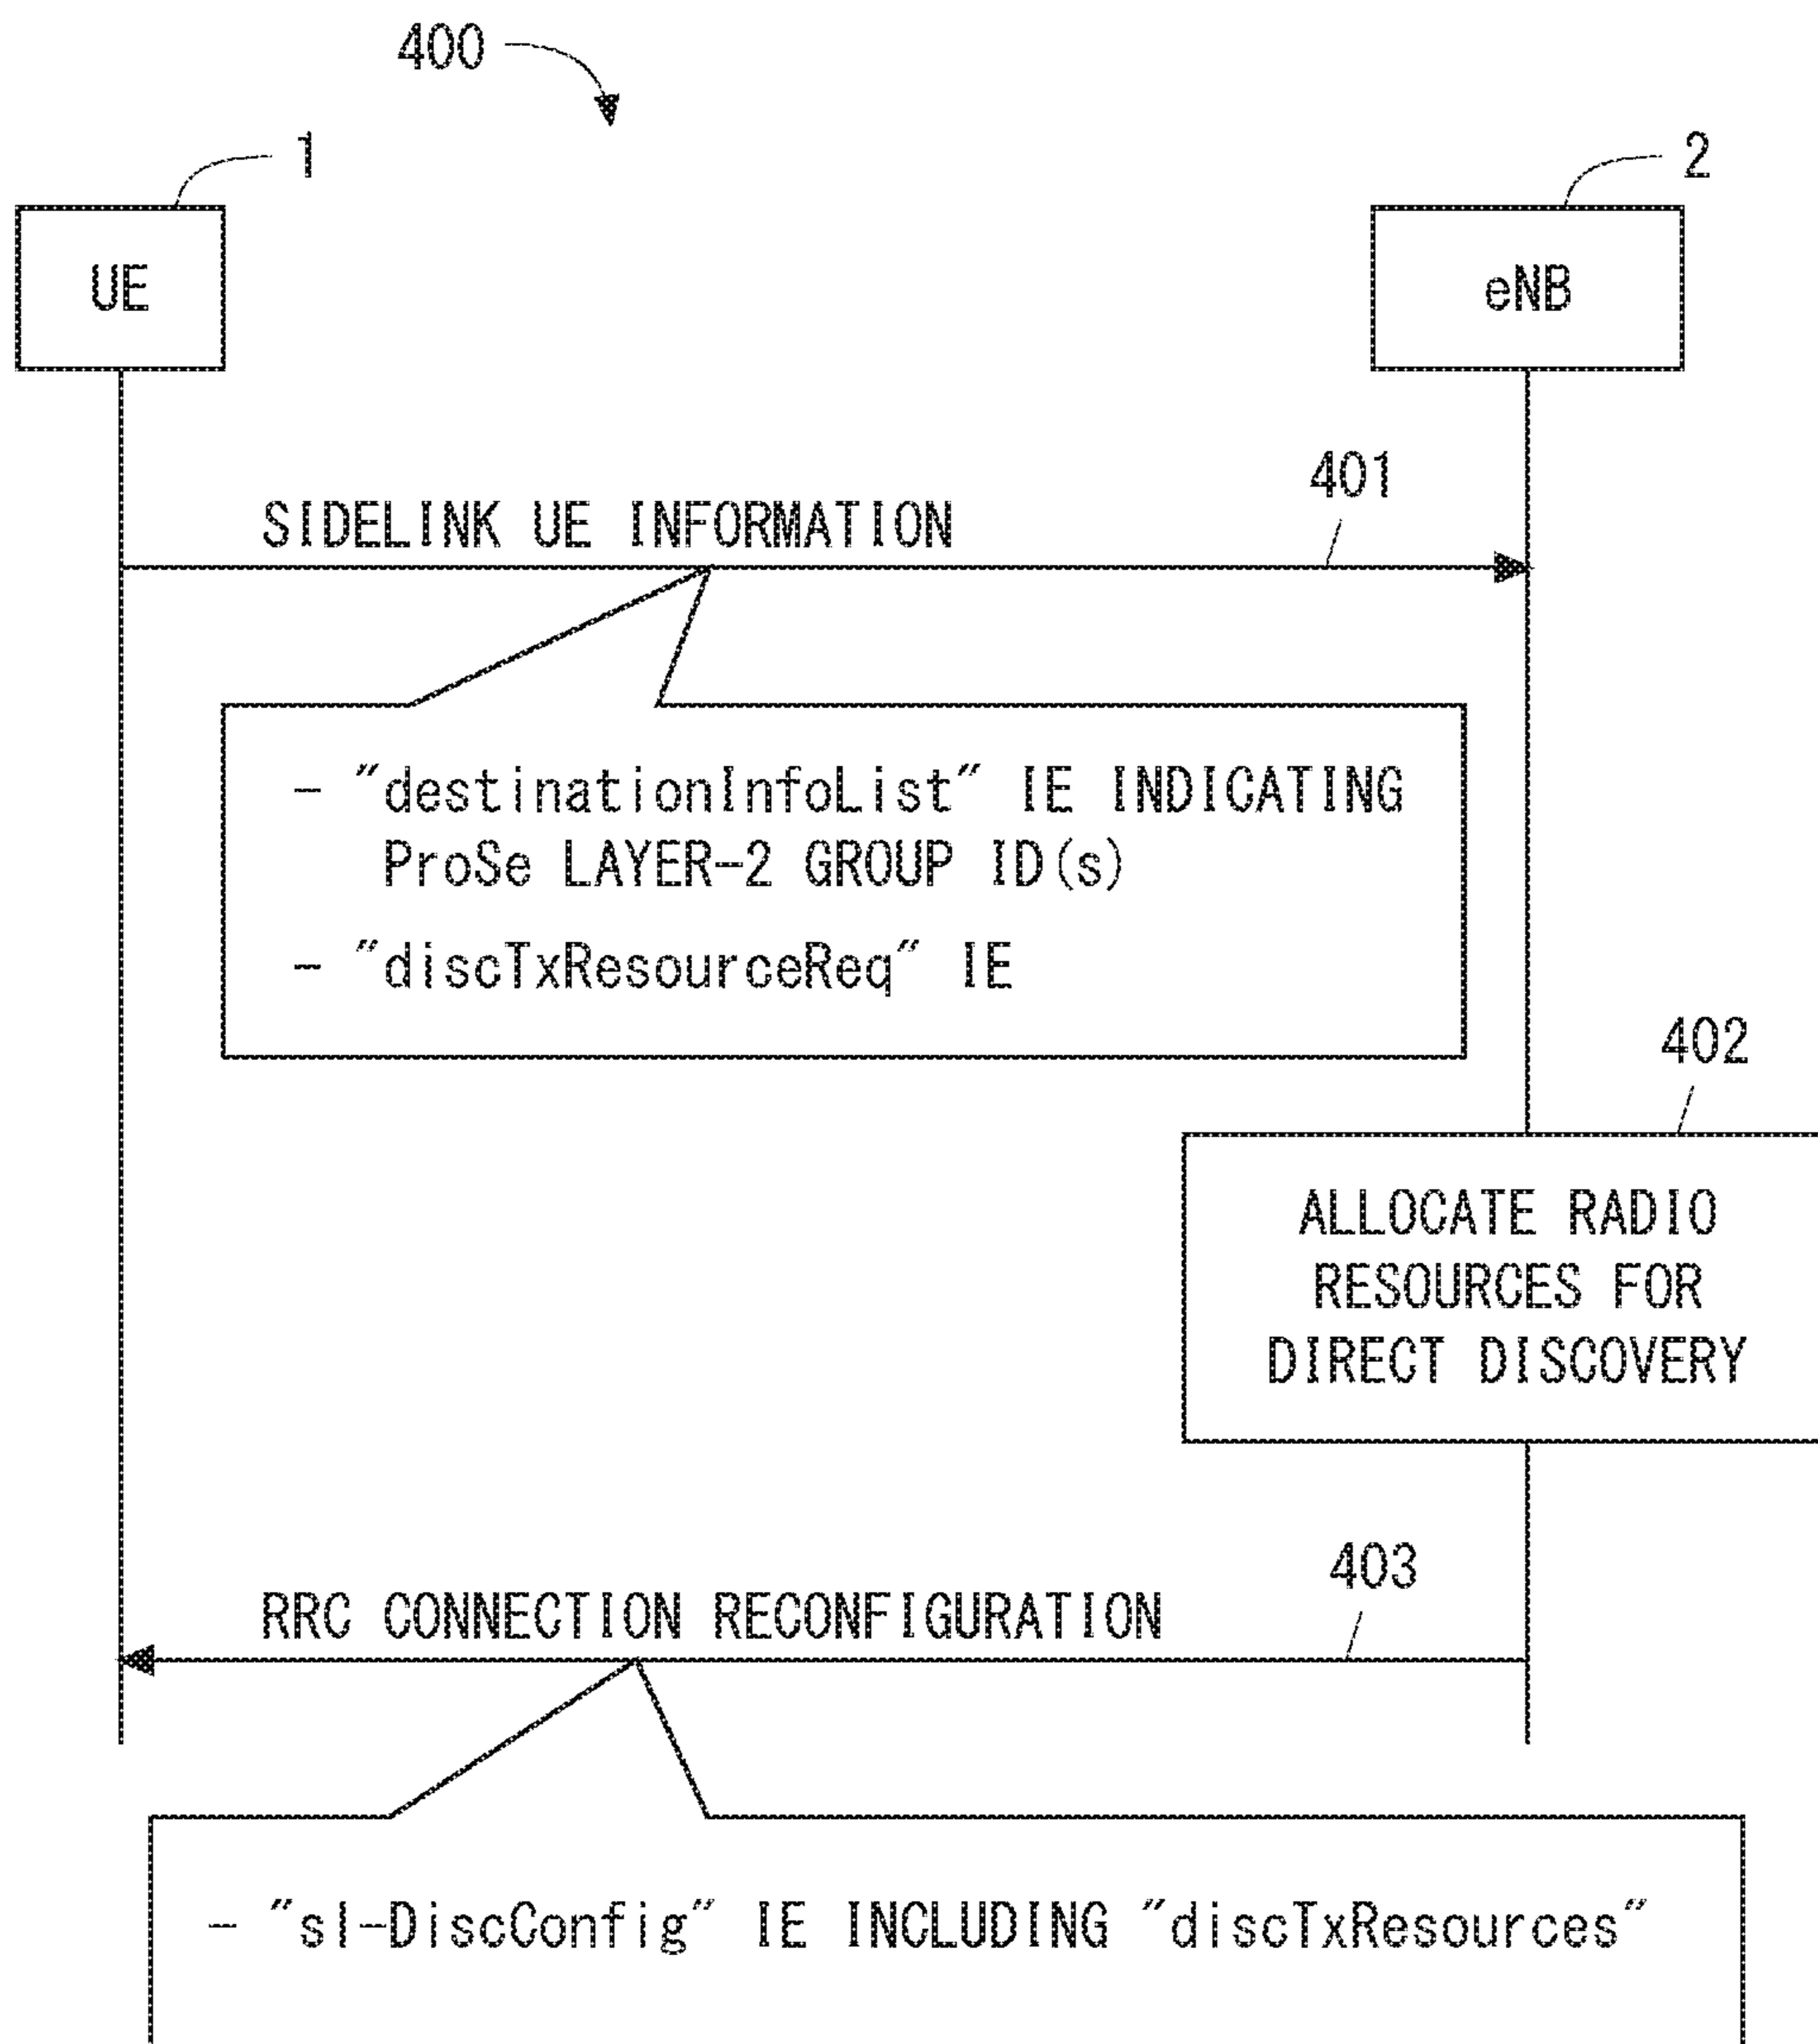 400
1
2
UE
eNB
401
SIDELINK UE INFORMATION
- "destinationInfoList" IE INDICATING
ProSe LAYER-2 GROUP ID(s)
- "discTxResourceReq" IE
402
ALLOCATE RADIO
RESOURCES FOR
DIRECT DISCOVERY
403
RRC CONNECTION RECONFIGURATION
- "sl-DiscConfig" IE INCLUDING "discTxResources"